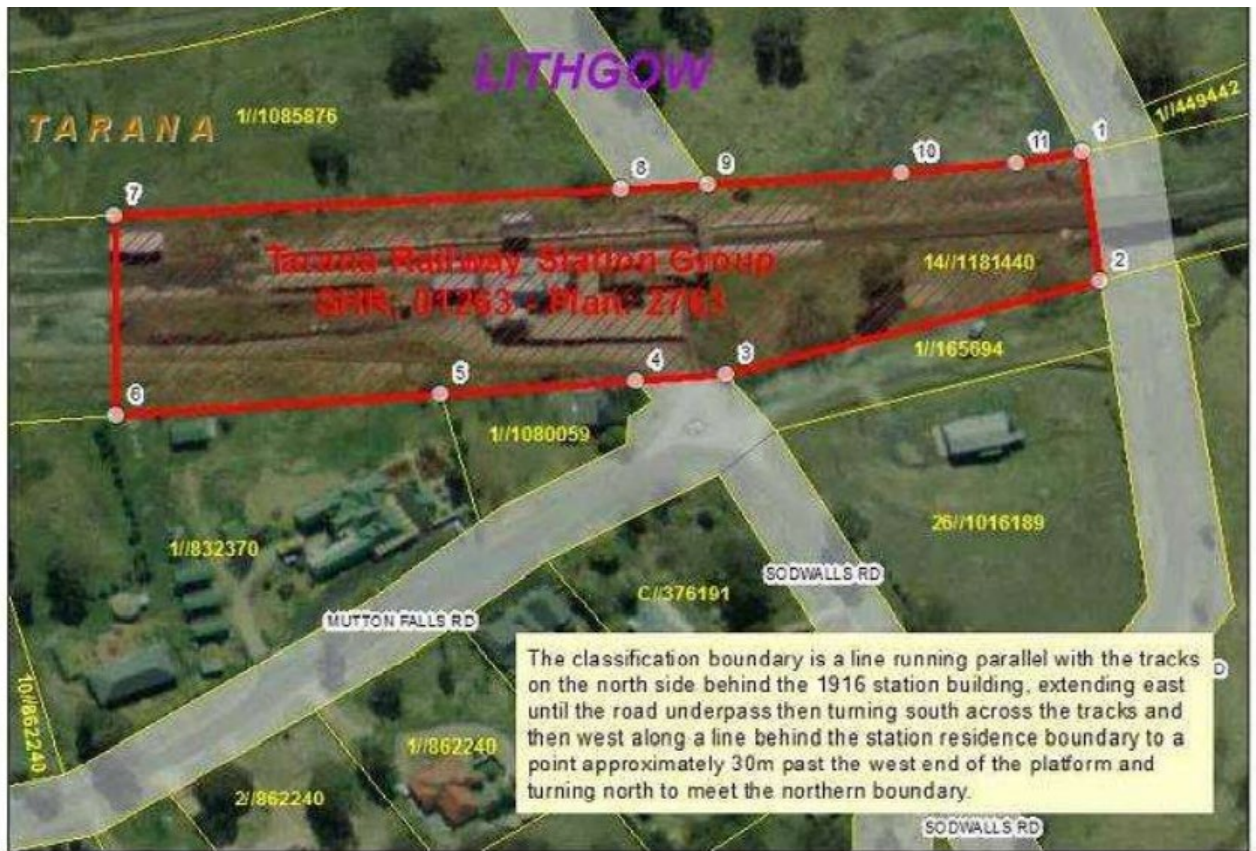 LITHGOW
TARANA
1//1085876
1//449442
1
11
10
9
8
7
Tarana Railway Station Group
SHR: 01263 - Plan: 2763
14//1181440
2
1//165694
3
4
5
6
1//1080059
1//832370
26//1016189
SODWALLS RD
C//376191
MUTTON FALLS RD
10//862240
1//862240
2//862240
The classification boundary is a line running parallel with the tracks
on the north side behind the 1916 station building, extending east
until the road underpass then turning south across the tracks and
then west along a line behind the station residence boundary to a
point approximately 30m past the west end of the platform and
turning north to meet the northern boundary.
D
SODWALLS RD